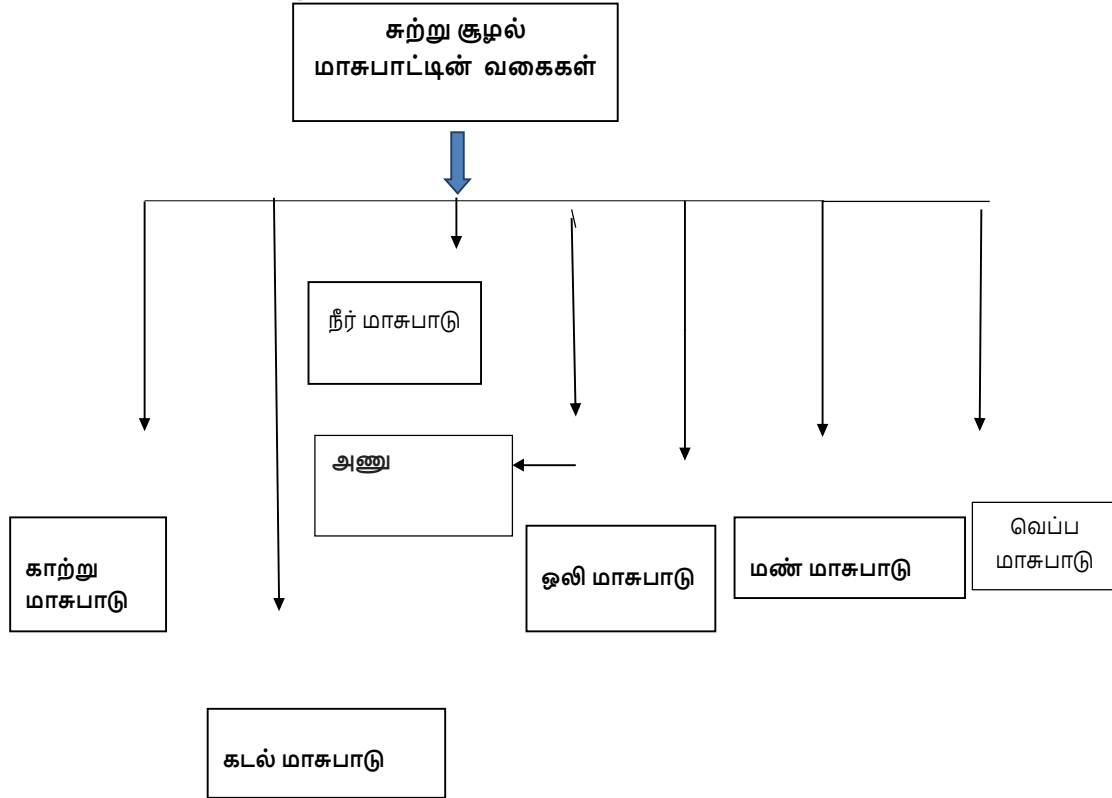 சுற்று சூழல்
மாசுபாட்டின் வகைகள்
நீர் மாசுபாடு
அணு
காற்று
மாசுபாடு
ஒலி மாசுபாடு
மண் மாசுபாடு
வெப்ப
மாசுபாடு
கடல் மாசுபாடு